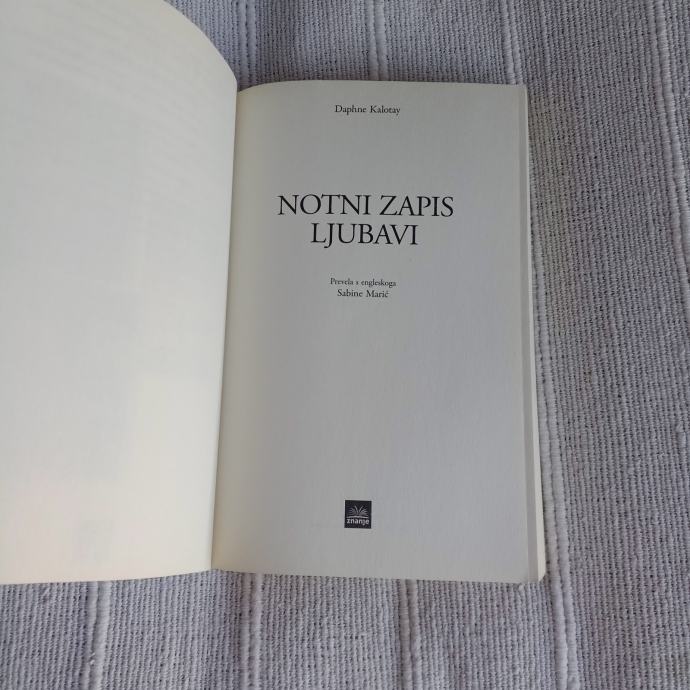 Daphne Kalotay
NOTNI ZAPIS
LJUBAVI
Prevela s engleskoga
Sabine Marić
znanje